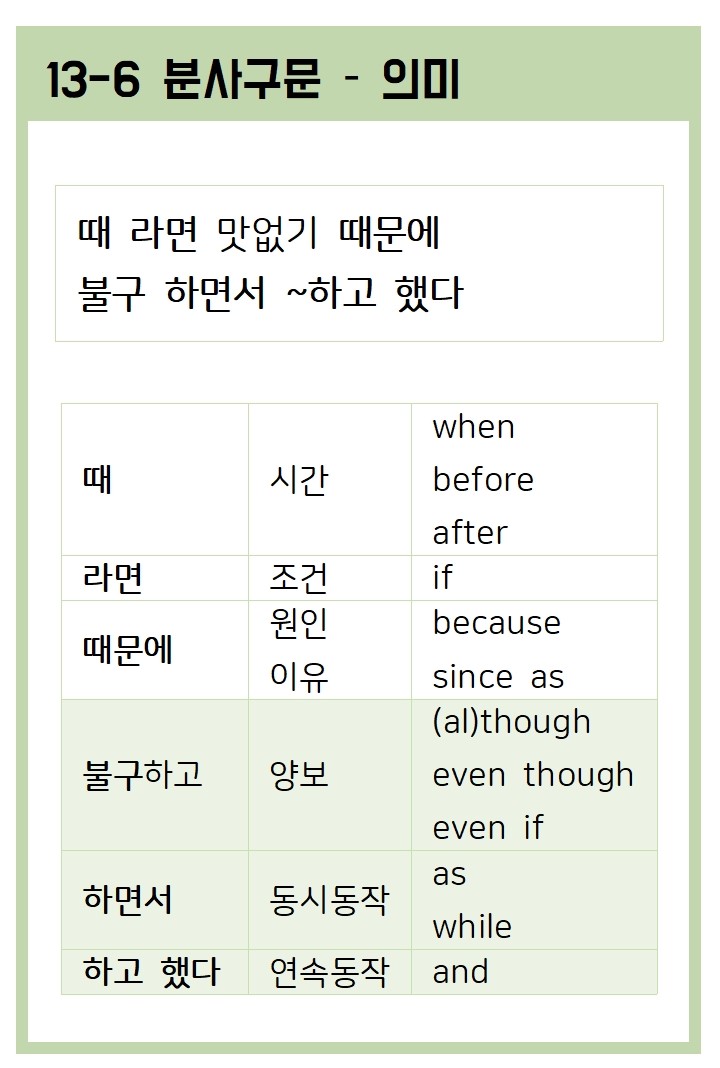 13-6 분사구문 - 의미
때 라면 맛없기 때문에
불구 하면서 ~하고 했다
때
시간
when
before
after
라면
조건
if
때문에
원인
이유
because
since as
불구하고
양보
(al)though
even though
even if
하면서
동시동작
as
while
하고 했다
연속동작
and